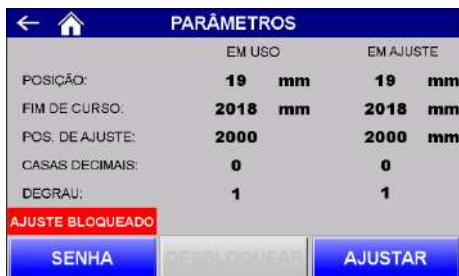 PARÂMETROS
EM USO EM AJUSTE
POSIÇÃO: 19 mm 19 mm
FIM DE CURSO: 2018 mm 2018 mm
POS. DE AJUSTE: 2000 2000 mm
CASAS DECIMAIS: 0 0
DEGRAU: 1 1
AJUSTE BLOQUEADO
SENHA DESBLOQUEAR AJUSTAR